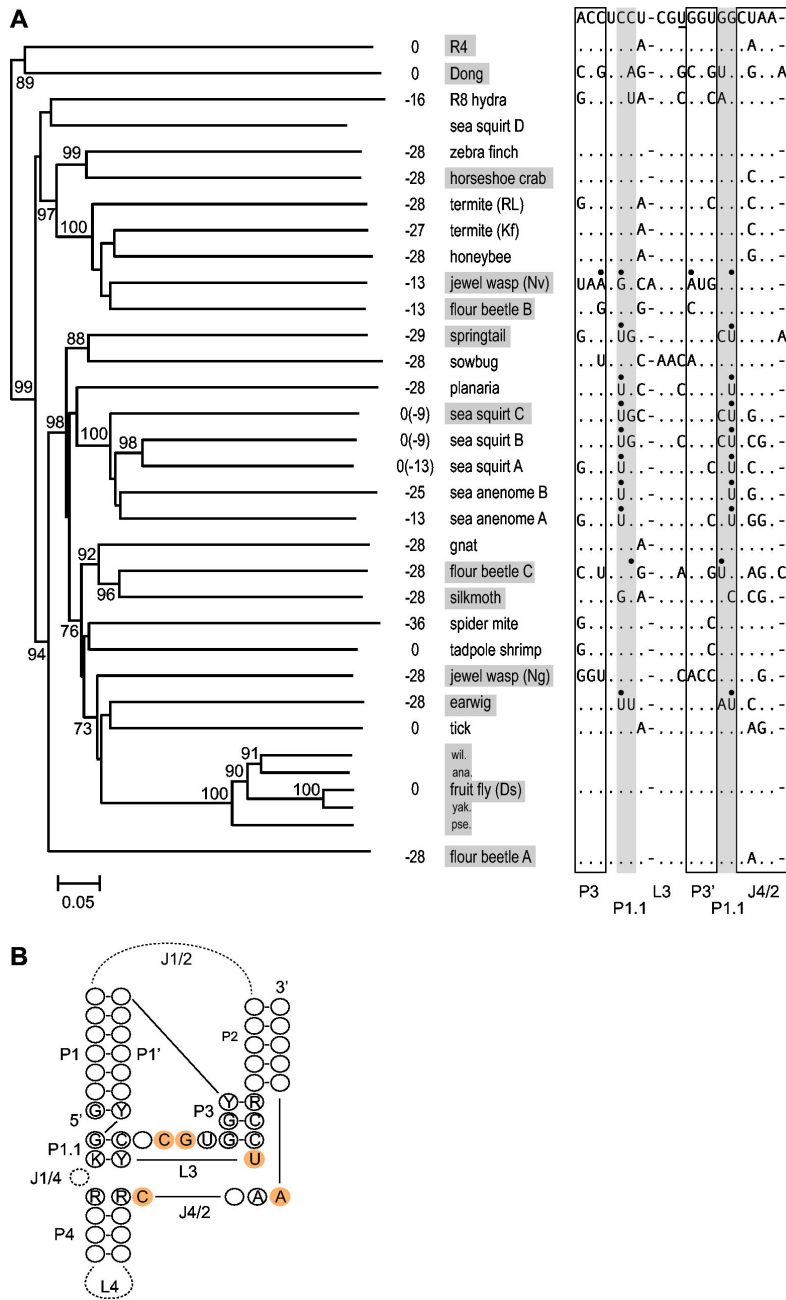 A
ACCUCCU-CGUGGUGGCUAA-
0 R4 .......A-........A...-
89
0 Dong C.G..AG-..GC.GU..G.A
-16 R8 hydra G....UA-..C..CA.....-
sea squirt D
-28 zebra finch .......-............-
99
-28 horseshoe crab .......-.........C..-
97
100
-28 termite (RL) G.....A-.....C...C..-
-27 termite (Kf) ......A-.........C..-
-28 honeybee ......A-.........G..-
-13 jewel wasp (Nv) UAA.G.CA...AUG......-
-13 flour beetle B ..G...G-...C........-
88
-29 springtail G...UG.-......CU...A
-28 sowbug ..U...C-AACA........-
99
98
-28 planaria ....U.C-..C....U....-
0(-9) sea squirt C ....UGC-......CU.G..-
100
98
0(-9) sea squirt B ....UG.-..C...CU.CG.-
0(-13) sea squirt A G...U..-.....C.U.C..-
-25 sea anenome B ....U..-.......U.G..-
-13 sea anenome A G...U..-.....C.U.GG.-
-28 gnat ......A-............-
92
-28 flour beetle C C.U...G-..A..GU..AG.C
96
-28 silkmoth ....G.A-.......C.CG.-
76
-36 spider mite G......-.....C......-
94
0 tadpole shrimp G......-.....C......-
-28 jewel wasp (Ng) GGU....-..CACC....G.-
73
-28 earwig ....UU.-......AU.C..-
0 tick ......A-.........AG.-
91
wil.
90
ana.
100
100
0 fruit fly (Ds) .......-............-
yak.
pse.
-28 flour beetle A .......-.........A..-
0.05
P3 L3 P3' J4/2
P1.1 P1.1
B
J1/2
3'
P2
P1 P1'
Y R
P3
5' G Y G C
P1.1 G C C G U G C
K Y L3 U
J1/4
R R C A A
J4/2
P4
L4